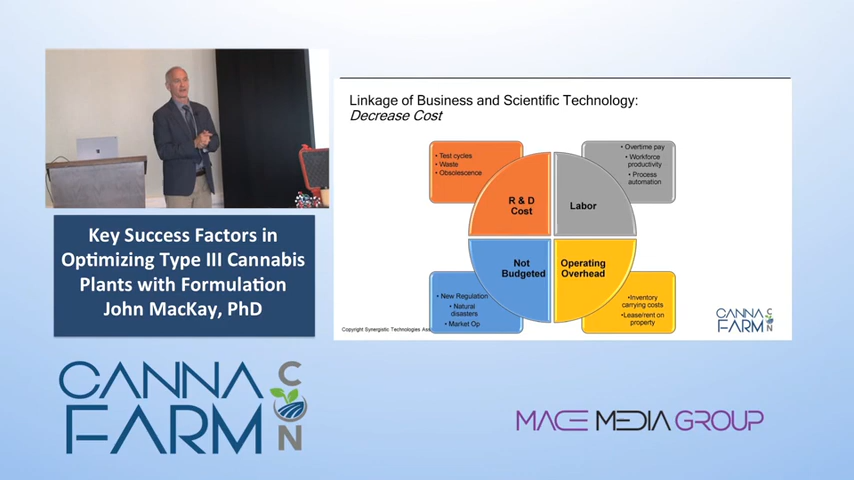 Linkage of Business and Scientific Technology:
Decrease Cost
• Test cycles
• Waste
• Obsolescence
• Overtime pay
• Workforce
productivity
• Process
automation
R & D
Cost
Labor
Not
Budgeted
Operating
Overhead
• New Regulation
• Natural
disasters
• Market Op
•Inventory
carrying costs
•Lease/rent on
property
Copyright Synergistic Technologies
CANNA
FARM
CON
Key Success Factors in
Optimizing Type III Cannabis
Plants with Formulation
John MacKay, PhD
CANNA
FARM
CON
MACE MEDIA GROUP